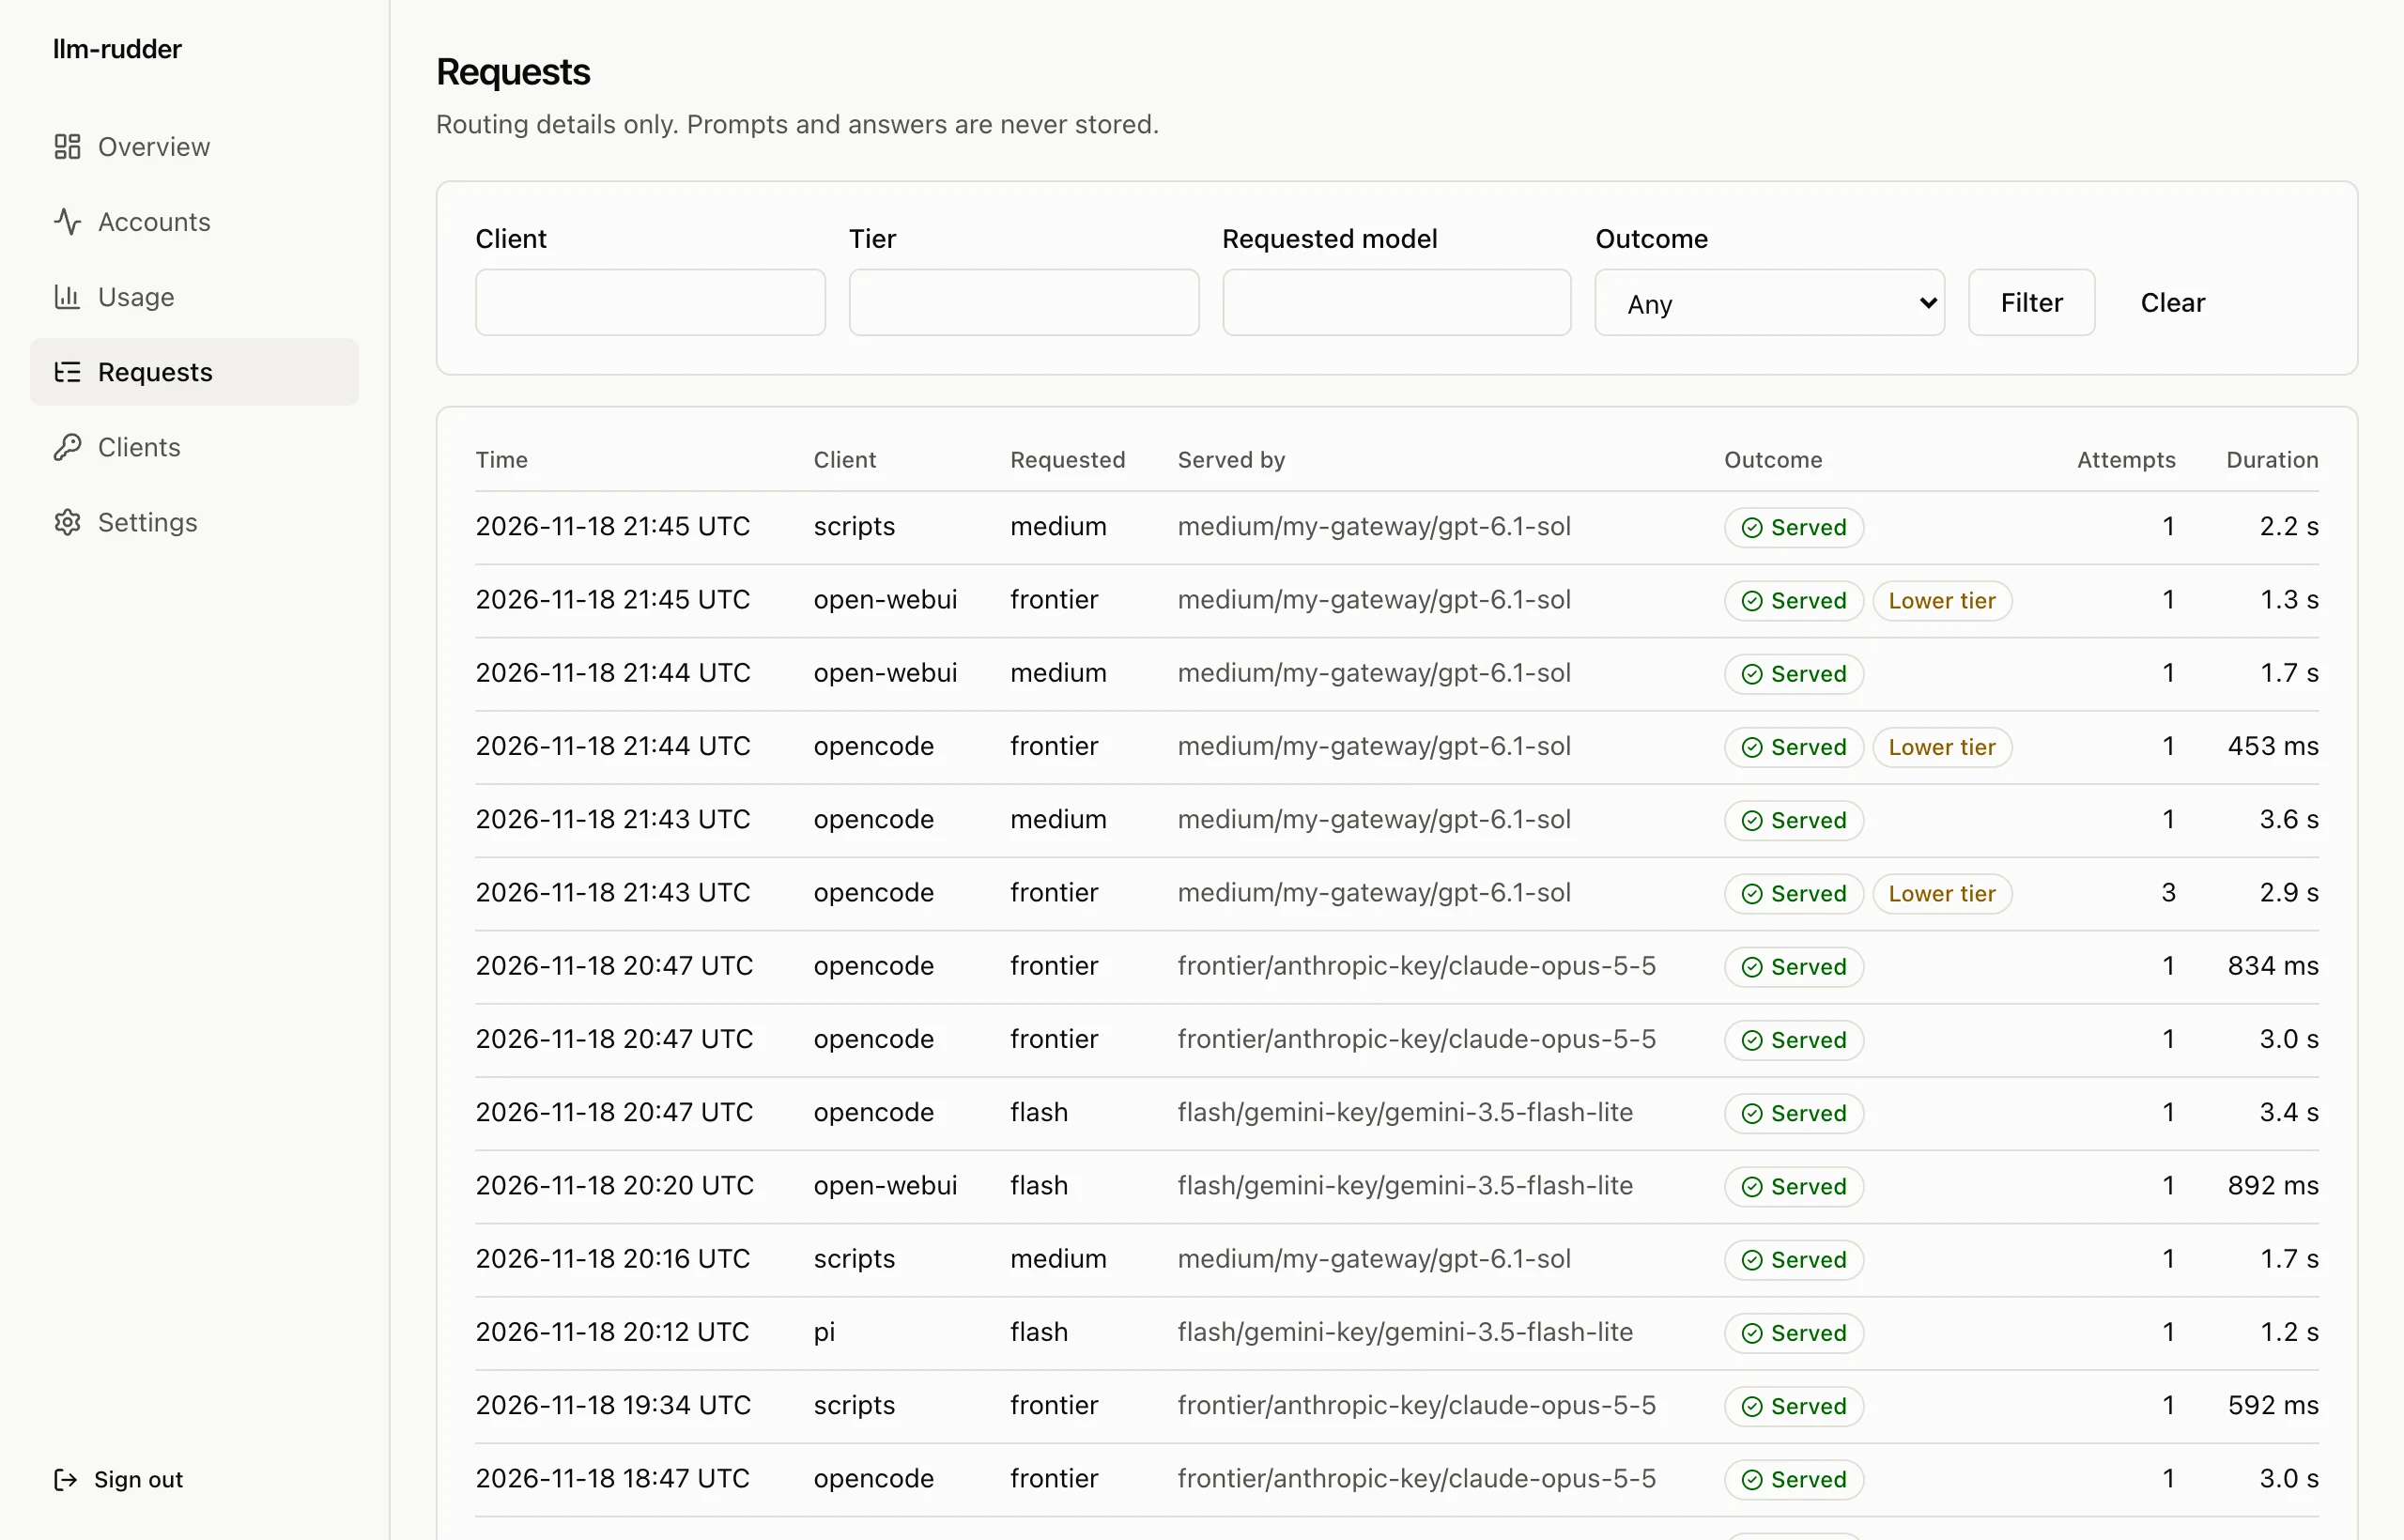 llm-rudder
Overview
Accounts
Usage
Requests
Clients
Settings
Sign out
Requests
Routing details only. Prompts and answers are never stored.
Client Tier Requested model Outcome
Any Filter Clear
Time Client Requested Served by Outcome Attempts Duration
2026-11-18 21:45 UTC scripts medium medium/my-gateway/gpt-6.1-sol Served 1 2.2 s
2026-11-18 21:45 UTC open-webui frontier medium/my-gateway/gpt-6.1-sol Served Lower tier 1 1.3 s
2026-11-18 21:44 UTC open-webui medium medium/my-gateway/gpt-6.1-sol Served 1 1.7 s
2026-11-18 21:44 UTC opencode frontier medium/my-gateway/gpt-6.1-sol Served Lower tier 1 453 ms
2026-11-18 21:43 UTC opencode medium medium/my-gateway/gpt-6.1-sol Served 1 3.6 s
2026-11-18 21:43 UTC opencode frontier medium/my-gateway/gpt-6.1-sol Served Lower tier 3 2.9 s
2026-11-18 20:47 UTC opencode frontier frontier/anthropic-key/claude-opus-5-5 Served 1 834 ms
2026-11-18 20:47 UTC opencode frontier frontier/anthropic-key/claude-opus-5-5 Served 1 3.0 s
2026-11-18 20:47 UTC opencode flash flash/gemini-key/gemini-3.5-flash-lite Served 1 3.4 s
2026-11-18 20:20 UTC open-webui flash flash/gemini-key/gemini-3.5-flash-lite Served 1 892 ms
2026-11-18 20:16 UTC scripts medium medium/my-gateway/gpt-6.1-sol Served 1 1.7 s
2026-11-18 20:12 UTC pi flash flash/gemini-key/gemini-3.5-flash-lite Served 1 1.2 s
2026-11-18 19:34 UTC scripts frontier frontier/anthropic-key/claude-opus-5-5 Served 1 592 ms
2026-11-18 18:47 UTC opencode frontier frontier/anthropic-key/claude-opus-5-5 Served 1 3.0 s